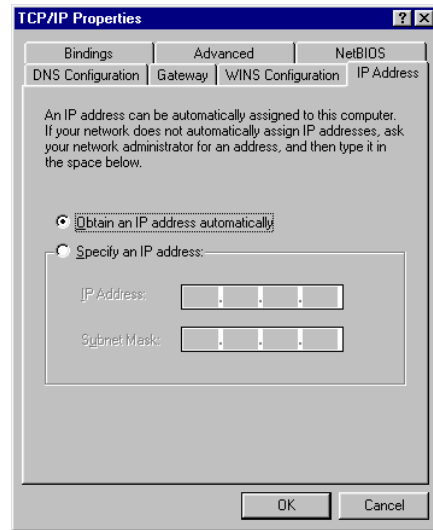 TCP/IP Properties
Bindings Advanced NetBIOS
DNS Configuration Gateway WINS Configuration IP Address
An IP address can be automatically assigned to this computer.
If your network does not automatically assign IP addresses, ask
your network administrator for an address, and then type it in
the space below.
Obtain an IP address automatically
Specify an IP address:
IP Address:
Subnet Mask:
OK Cancel